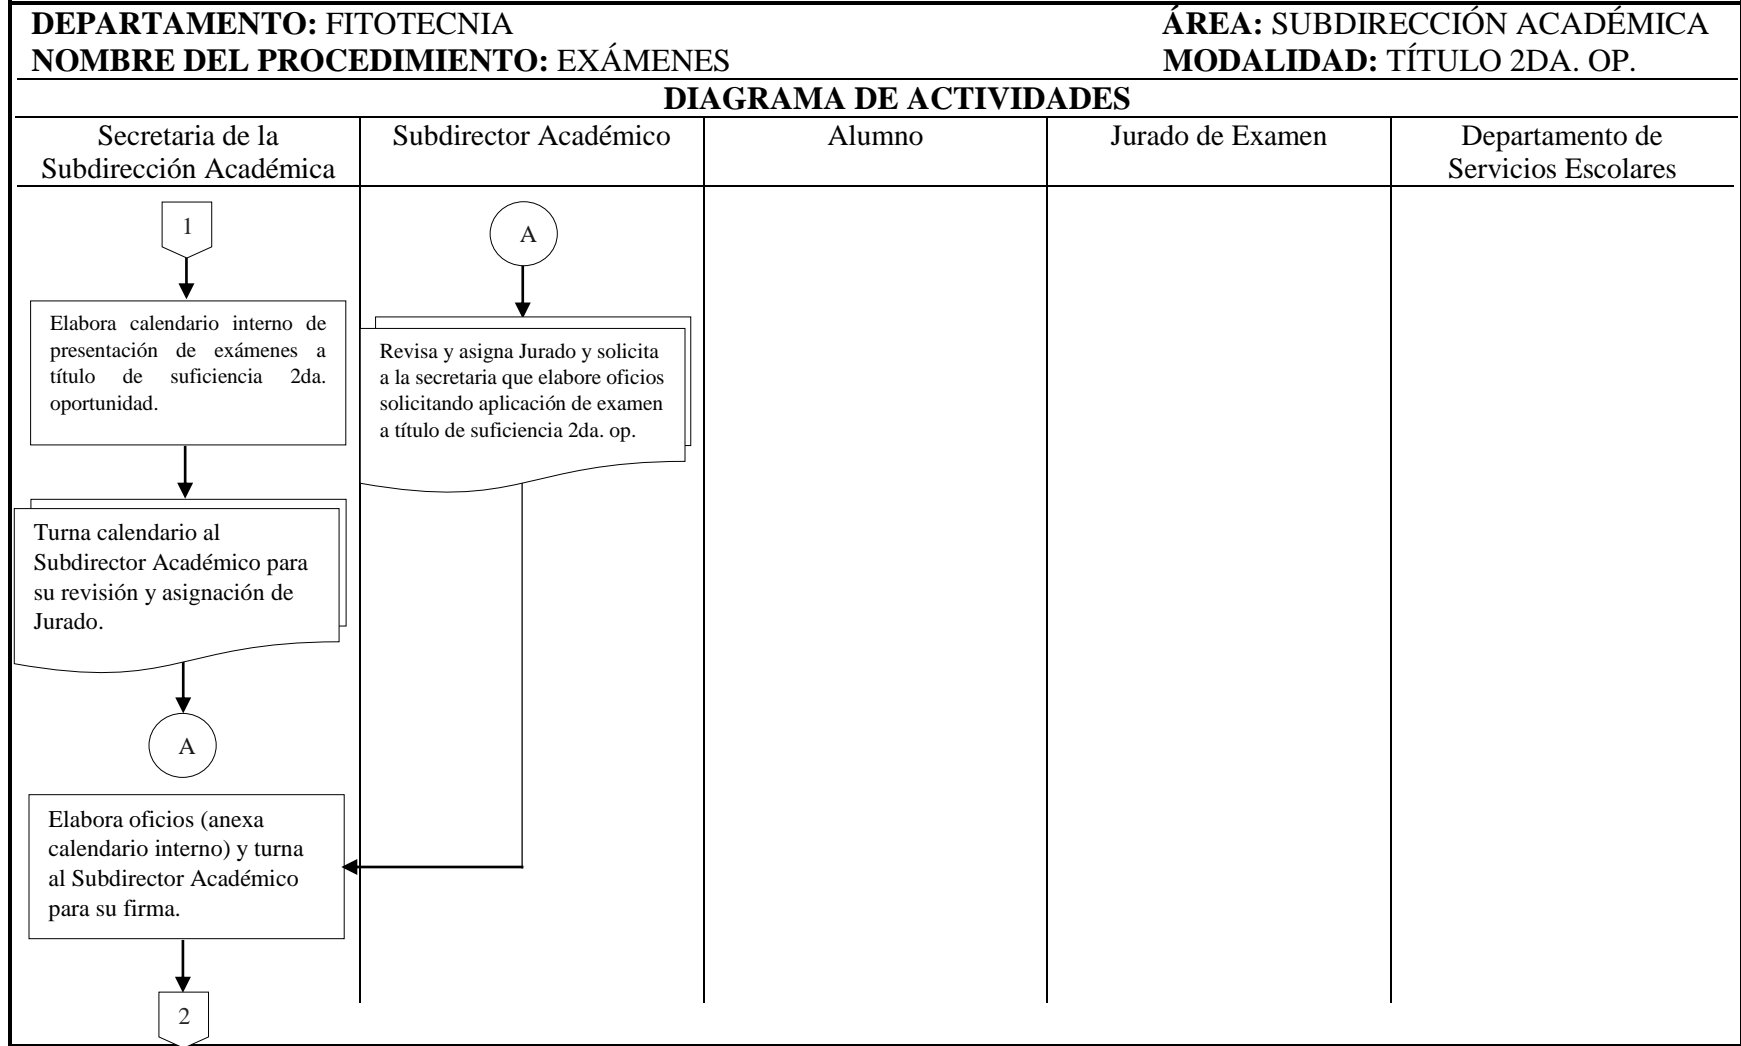 DEPARTAMENTO: FITOTECNIA
ÁREA: SUBDIRECCIÓN ACADÉMICA
NOMBRE DEL PROCEDIMIENTO: EXÁMENES
MODALIDAD: TÍTULO 2DA. OP.
DIAGRAMA DE ACTIVIDADES
Secretaria de la
Subdirección Académica
Subdirector Académico
Alumno
Jurado de Examen
Departamento de
Servicios Escolares
1
Elabora calendario interno de
presentación de exámenes a
título de suficiencia 2da.
oportunidad.
Turna calendario al
Subdirector Académico para
su revisión y asignación de
Jurado.
A
Elabora oficios (anexa
calendario interno) y turna
al Subdirector Académico
para su firma.
2
A
Revisa y asigna Jurado y solicita
a la secretaria que elabore oficios
solicitando aplicación de examen
a título de suficiencia 2da. op.